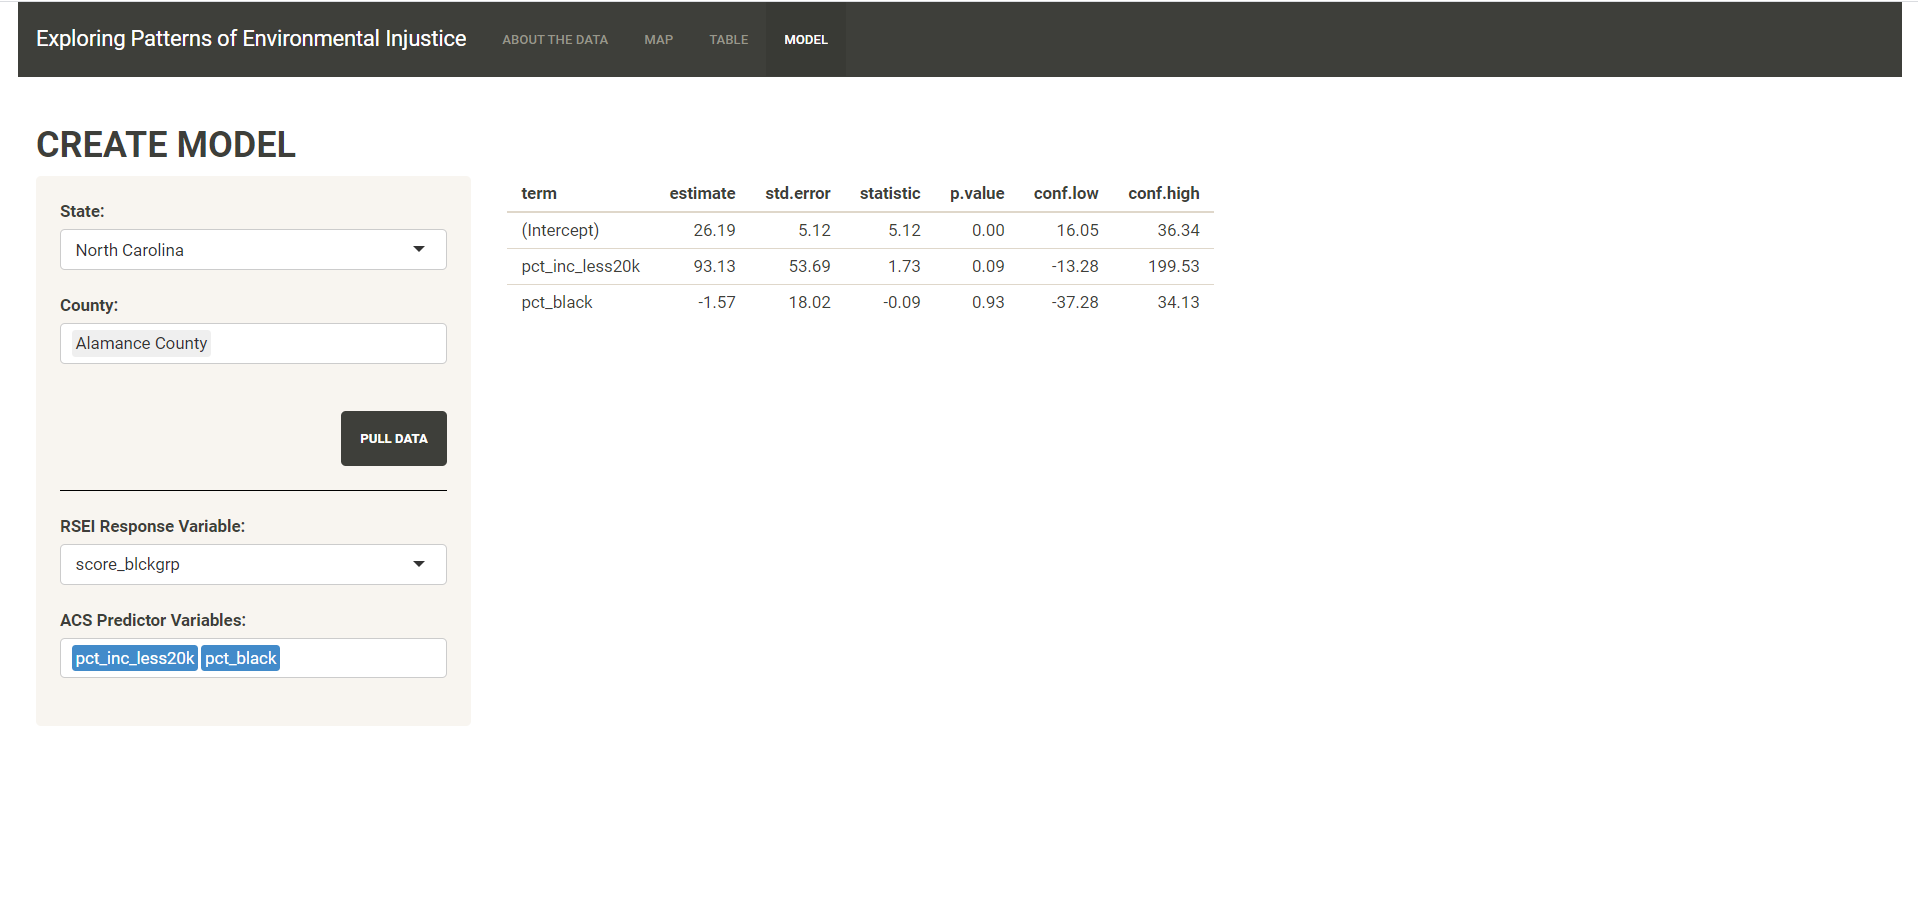 Exploring Patterns of Environmental Injustice ABOUT THE DATA MAP TABLE MODEL
CREATE MODEL
State:
North Carolina
County:
Alamance County
PULL DATA
RSEI Response Variable:
score_blckgrp
ACS Predictor Variables:
pct_inc_less20k pct_black
term estimate std.error statistic p.value conf.low conf.high
(Intercept) 26.19 5.12 5.12 0.00 16.05 36.34
pct_inc_less20k 93.13 53.69 1.73 0.09 -13.28 199.53
pct_black -1.57 18.02 -0.09 0.93 -37.28 34.13